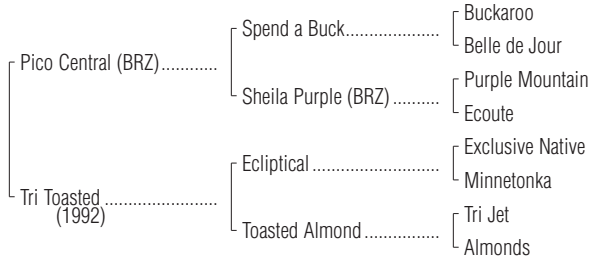 Buckaroo
Spend a Buck....................
Belle de Jour
Pico Central (BRZ)............
Purple Mountain
Sheila Purple (BRZ) ..........
Ecoute
Exclusive Native
Ecliptical ...........................
Minnetonka
Tri Toasted ........................
(1992)
Tri Jet
Toasted Almond................
Almonds